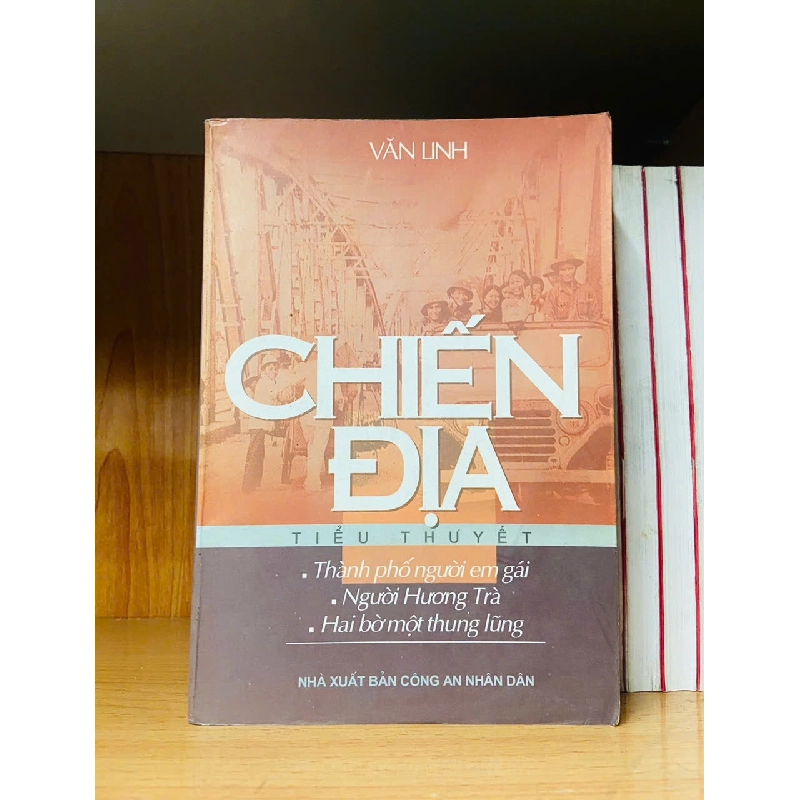 VĂN LINH
CHIẾN
ĐỊA
TIỂU THUYẾT
. Thành phố người em gái
. Người Hương Trà
. Hai bờ một thung lũng
NHÀ XUẤT BẢN CÔNG AN NHÂN DÂN